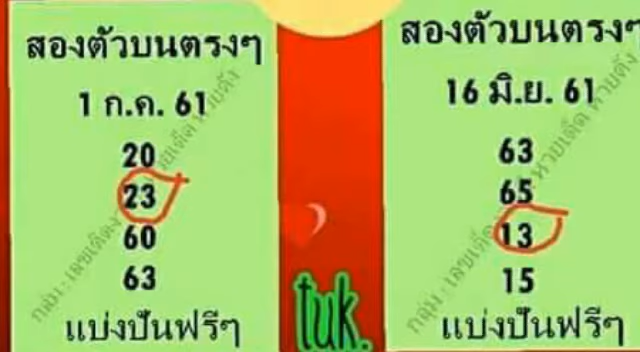 สองตัวบนตรงๆ
1 ก.ค. 61
20
23
60
63
แบ่งปันฟรีๆ
tuk.
สองตัวบนตรงๆ
16 มิ.ย. 61
63
65
13
15
แบ่งปันฟรีๆ